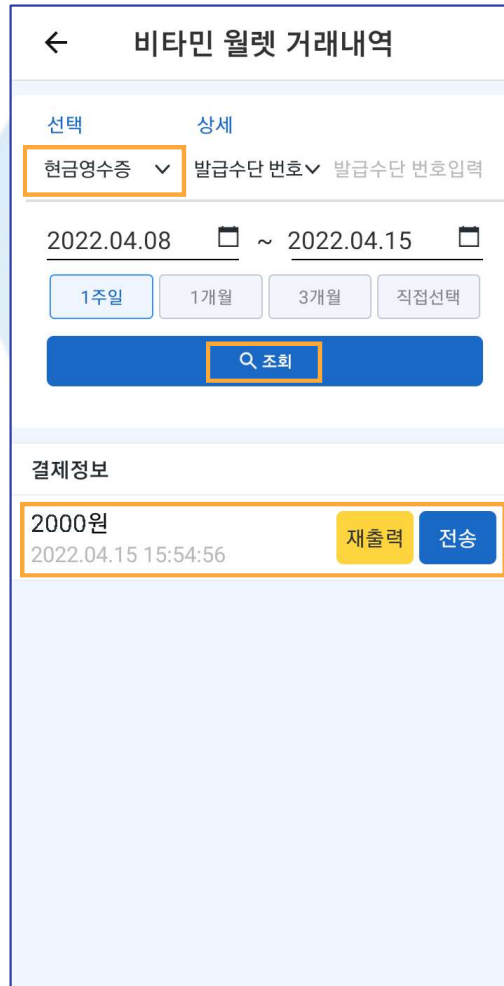 비타민 월렛 거래내역
선택 상세
현금영수증 발급수단 번호 발급수단 번호입력
2022.04.08 ~ 2022.04.15
1주일 1개월 3개월 직접선택
조회
결제정보
2000원
2022.04.15 15:54:56
재출력 전송